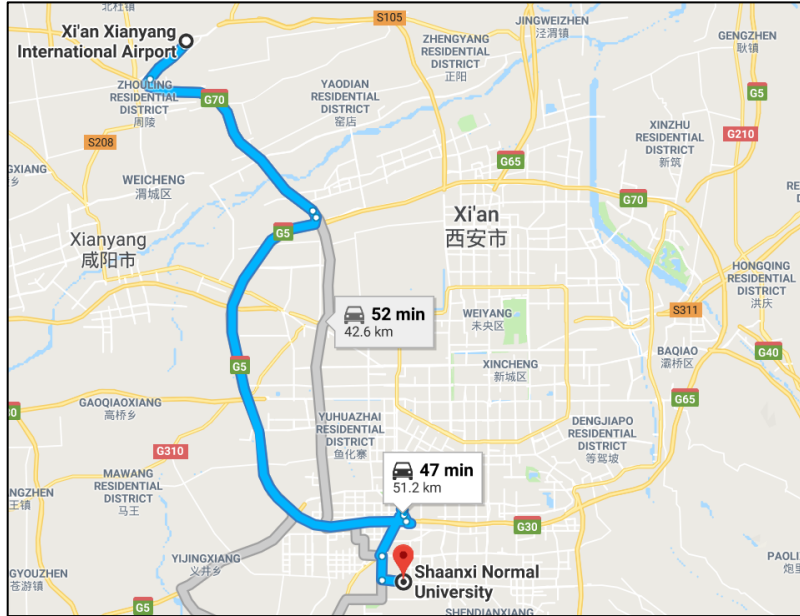 北杜镇
S105
JINGWEIZHEN
泾渭镇
Xi'an Xianyang
International Airport
ZHENGYANG
RESIDENTIAL
DISTRICT
正阳
GENGZHEN
耿镇
ZHOULING
RESIDENTIAL
DISTRICT
周陵
G70
YAODIAN
RESIDENTIAL
DISTRICT
窑店
G5
S208
XINZHU
RESIDENTIAL
DISTRICT
新筑
G210
G65
WEICHENG
渭城区
G70
Xi'an
西安市
G5
Xianyang
咸阳市
HONGQING
RESIDENTIAL
DISTRICT
洪庆
52 min
42.6 km
WEIYANG
未央区
S311
BAQIAO
灞桥区
G40
G5
XINCHENG
新城区
G65
GAOQIAOXIANG
高桥乡
YUHUAZHAI
RESIDENTIAL
DISTRICT
鱼化寨
DENGJIAPO
RESIDENTIAL
DISTRICT
等驾坡
G310
47 min
51.2 km
MAWANG
RESIDENTIAL
DISTRICT
马王
G30
YIJINGXIANG
义井乡
Shaanxi Normal
University
苍游镇
G5
SHENDIANXIANG